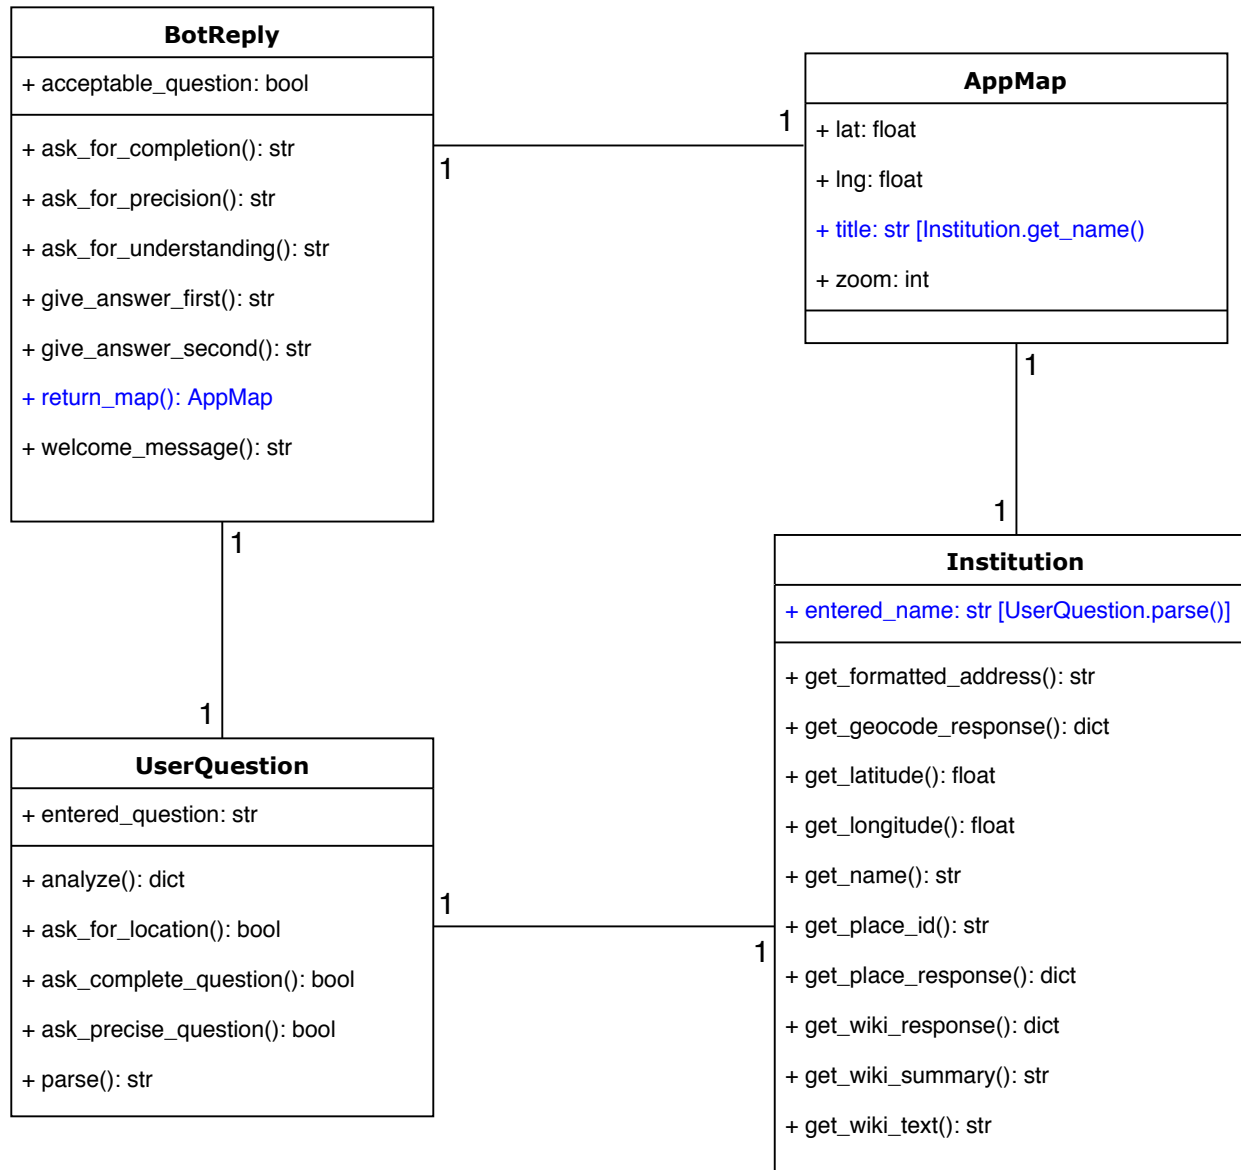 BotReply
+ acceptable_question: bool
+ ask_for_completion(): str
+ ask_for_precision(): str
+ ask_for_understanding(): str
+ give_answer_first(): str
+ give_answer_second(): str
+ return_map(): AppMap
+ welcome_message(): str
1
1
AppMap
+ lat: float
+ lng: float
+ title: str [Institution.get_name()
+ zoom: int
1
1
1
1
UserQuestion
+ entered_question: str
+ analyze(): dict
+ ask_for_location(): bool
+ ask_complete_question(): bool
+ ask_precise_question(): bool
+ parse(): str
1
1
Institution
+ entered_name: str [UserQuestion.parse()]
+ get_formatted_address(): str
+ get_geocode_response(): dict
+ get_latitude(): float
+ get_longitude(): float
+ get_name(): str
+ get_place_id(): str
+ get_place_response(): dict
+ get_wiki_response(): dict
+ get_wiki_summary(): str
+ get_wiki_text(): str